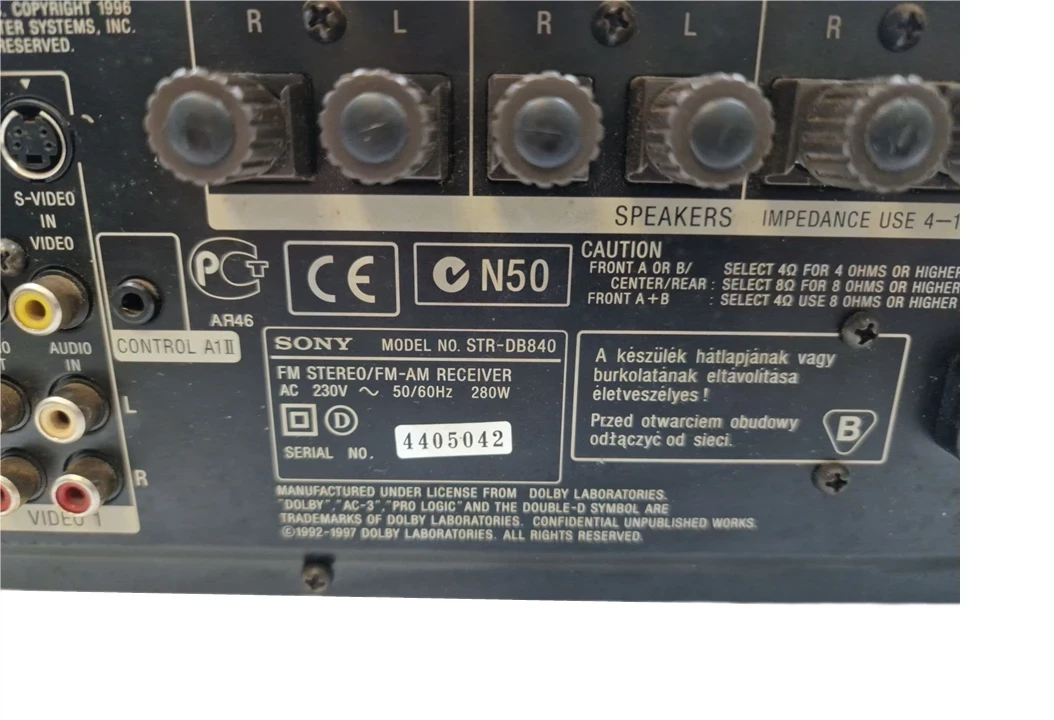 COPYRIGHT 1996
TER SYSTEMS, INC.
RESERVED.
R L R L R
S-VIDEO
IN
VIDEO
SPEAKERS IMPEDANCE USE 4–1
PCT
АЯ46
CE
N50
CAUTION
FRONT A OR B/ SELECT 4Ω FOR 4 OHMS OR HIGHER
CENTER/REAR : SELECT 8Ω FOR 8 OHMS OR HIGHER
FRONT A+B : SELECT 4Ω USE 8 OHMS OR HIGHER
CONTROL A1II
AUDIO
IN
L
R
VIDEO 1
SONY MODEL NO. STR-DB840
FM STEREO/FM-AM RECEIVER
AC 230V ～ 50/60Hz 280W
D
SERIAL NO. 4405042
A készülék hátlapjának vagy
burkolatának eltávolítása
életveszélyes !
Przed otwarciem obudowy
odłączyć od sieci.
B
MANUFACTURED UNDER LICENSE FROM DOLBY LABORATORIES.
"DOLBY","AC-3","PRO LOGIC"AND THE DOUBLE-D SYMBOL ARE
TRADEMARKS OF DOLBY LABORATORIES. CONFIDENTIAL UNPUBLISHED WORKS.
©1992-1997 DOLBY LABORATORIES. ALL RIGHTS RESERVED.